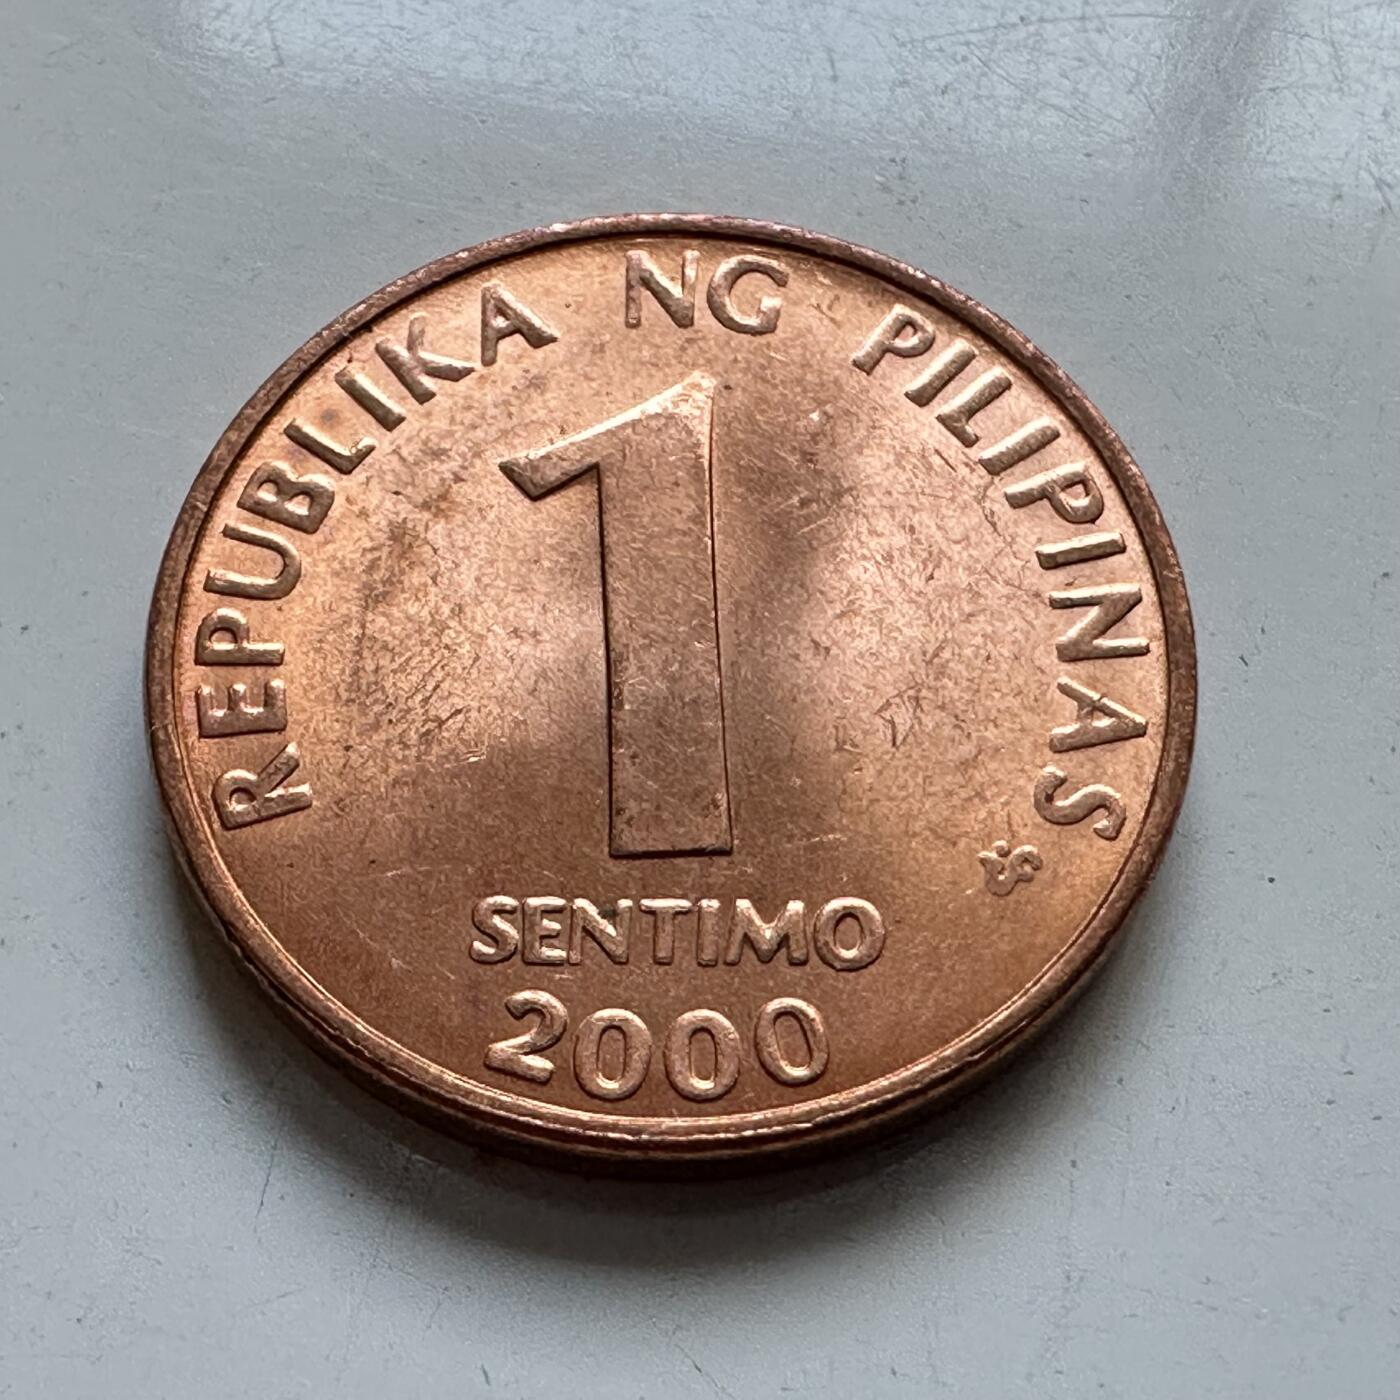 REPUBLIKA NG PILIPINAS
1
SENTIMO
2000